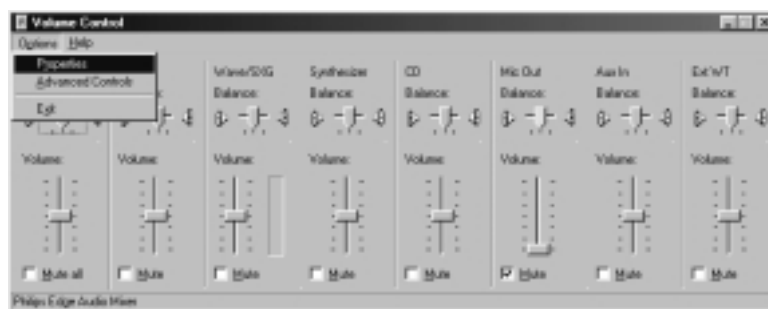 Volume Control
Options Help
Properties
Advanced Controls
Exit
Wave/SXG Synthesizer CD Mic Out Aux In Ext WT
Balance: Balance: Balance: Balance: Balance: Balance:
Volume: Volume: Volume: Volume: Volume: Volume: Volume: Volume:
Mute all Mute Mute Mute Mute Mute Mute Mute
Philips Edge Audio Mixer